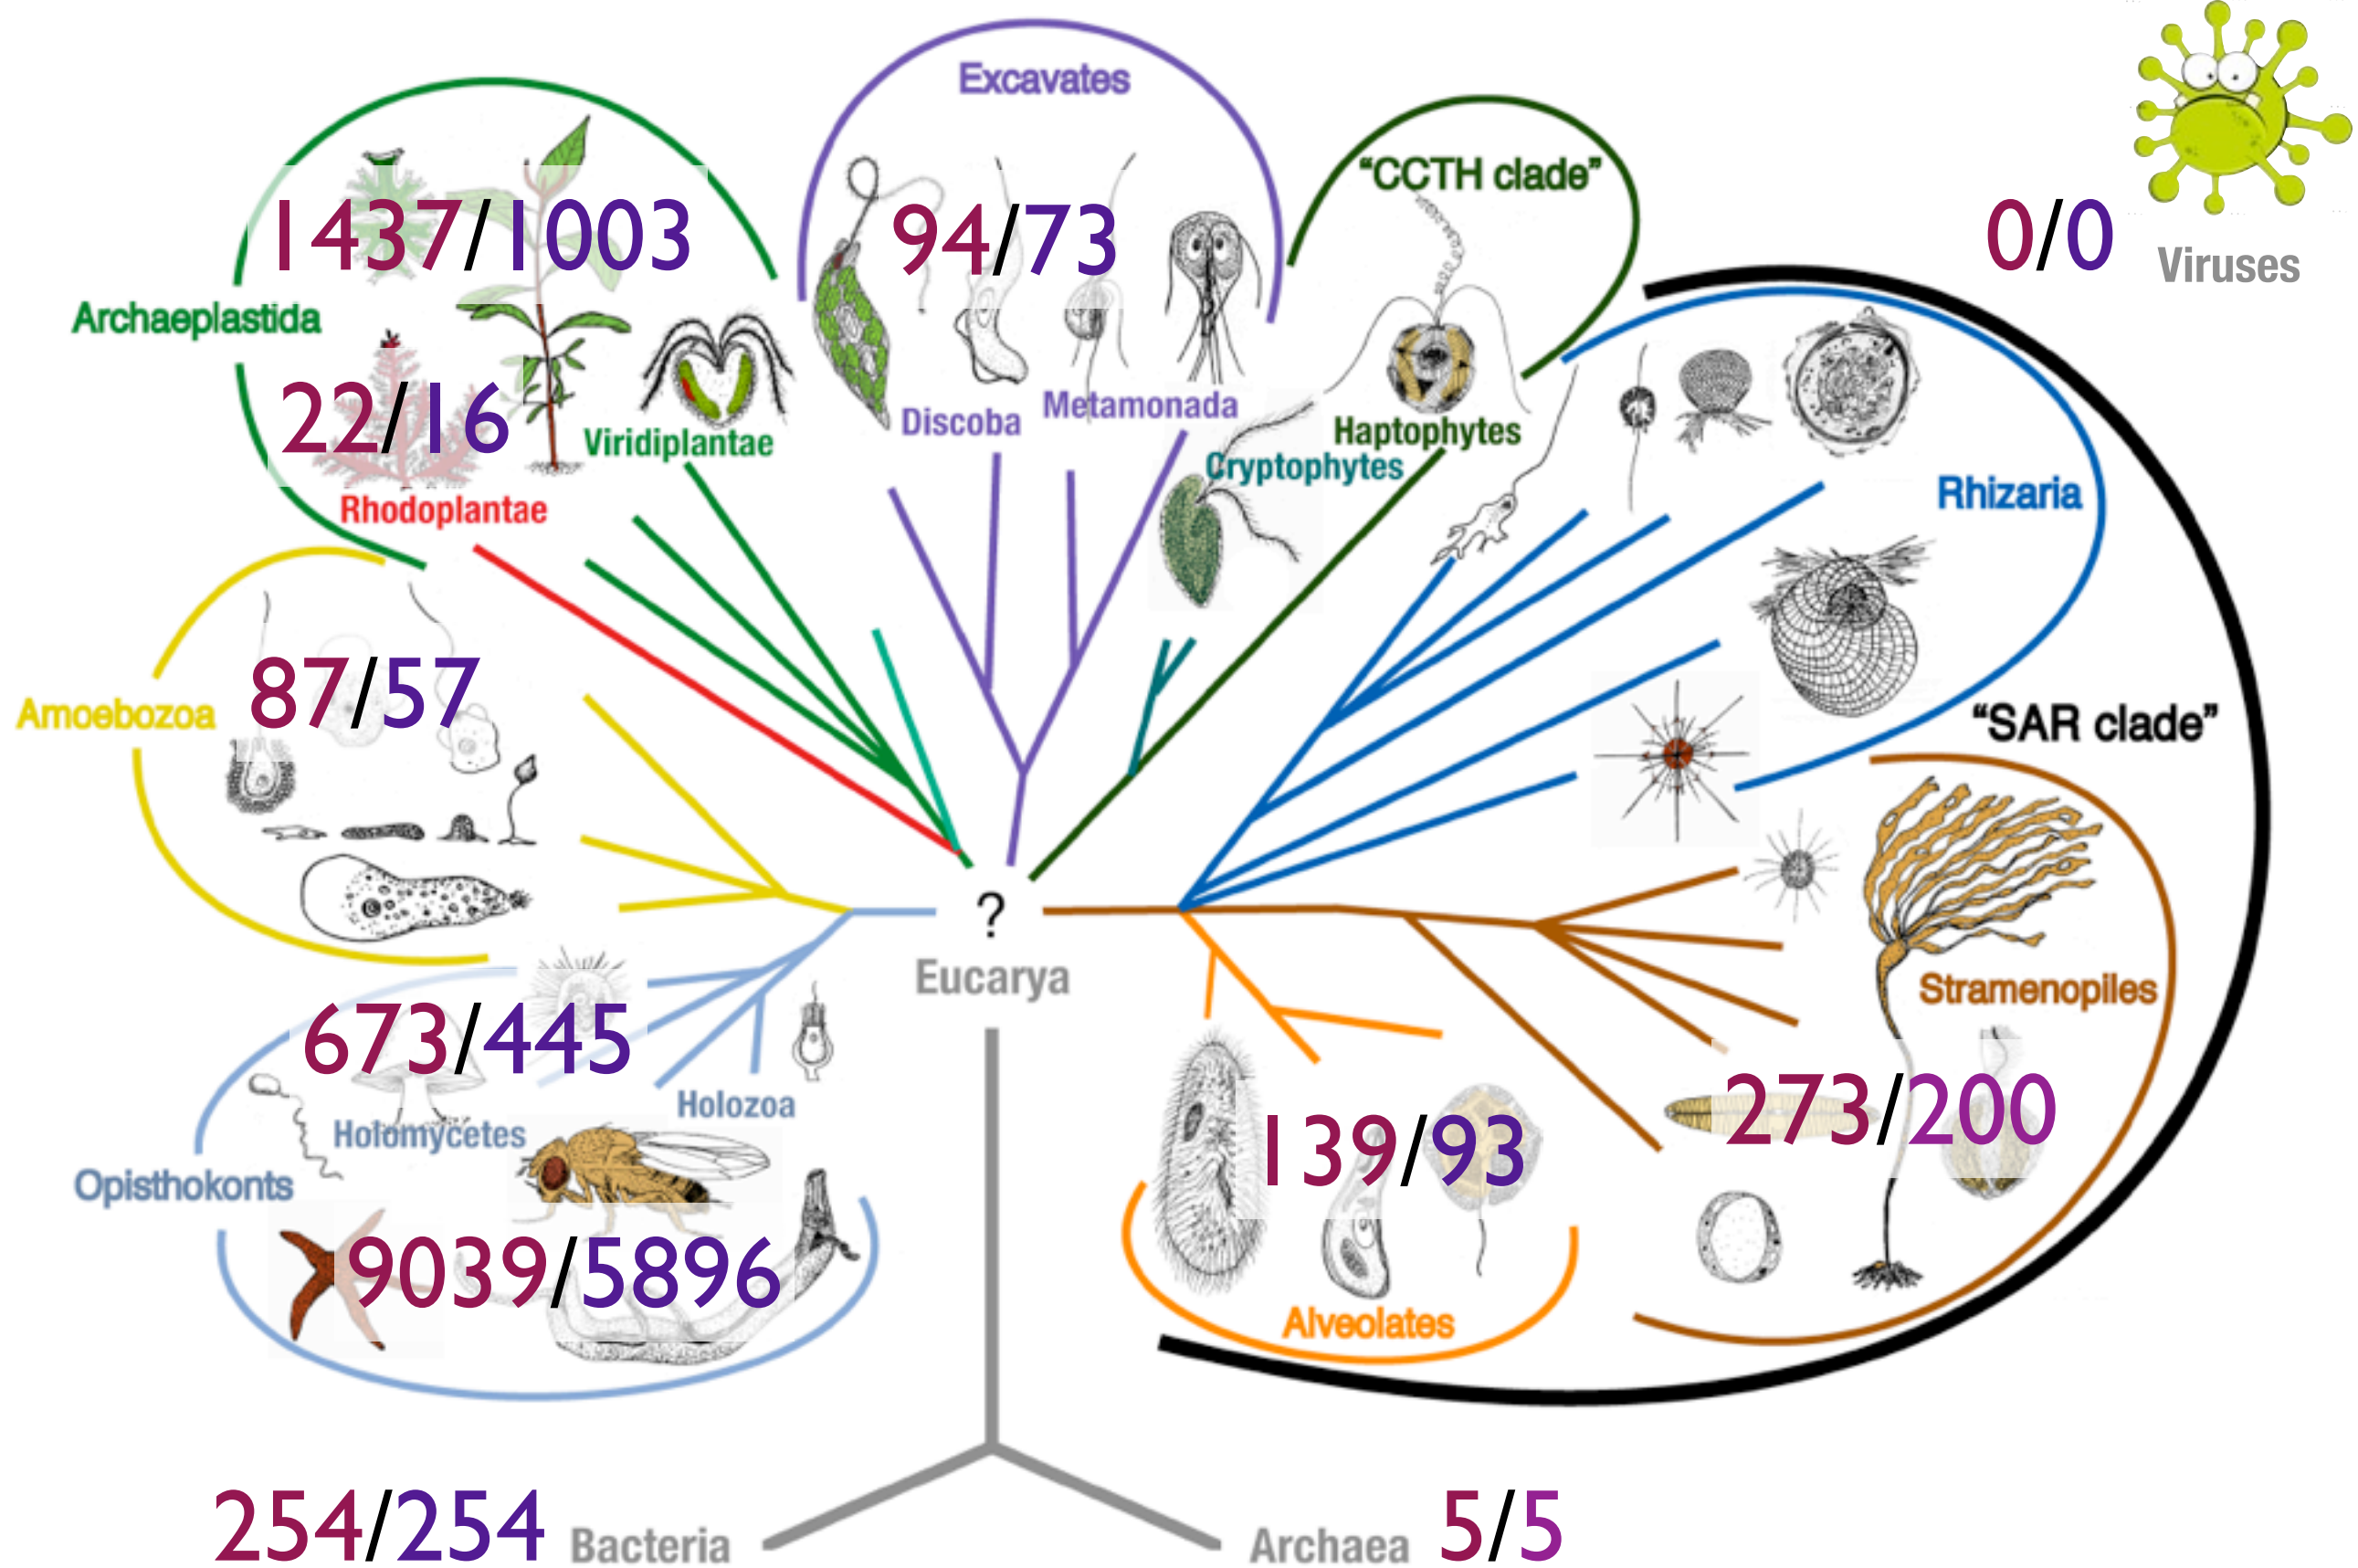 Excavates
"CCTH clade"
1437/1003
94/73
0/0
Viruses
Archaeplastida
22/16
Viridiplantae
Discoba
Metamonada
Haptophytes
Cryptophytes
Rhodoplantae
Rhizaria
87/57
Amoebozoa
"SAR clade"
?
Eucarya
673/445
Stramenopiles
Holozoa
Holomycetes
139/93
273/200
Opisthokonts
9039/5896
Alveolates
254/254
Bacteria
Archaea
5/5